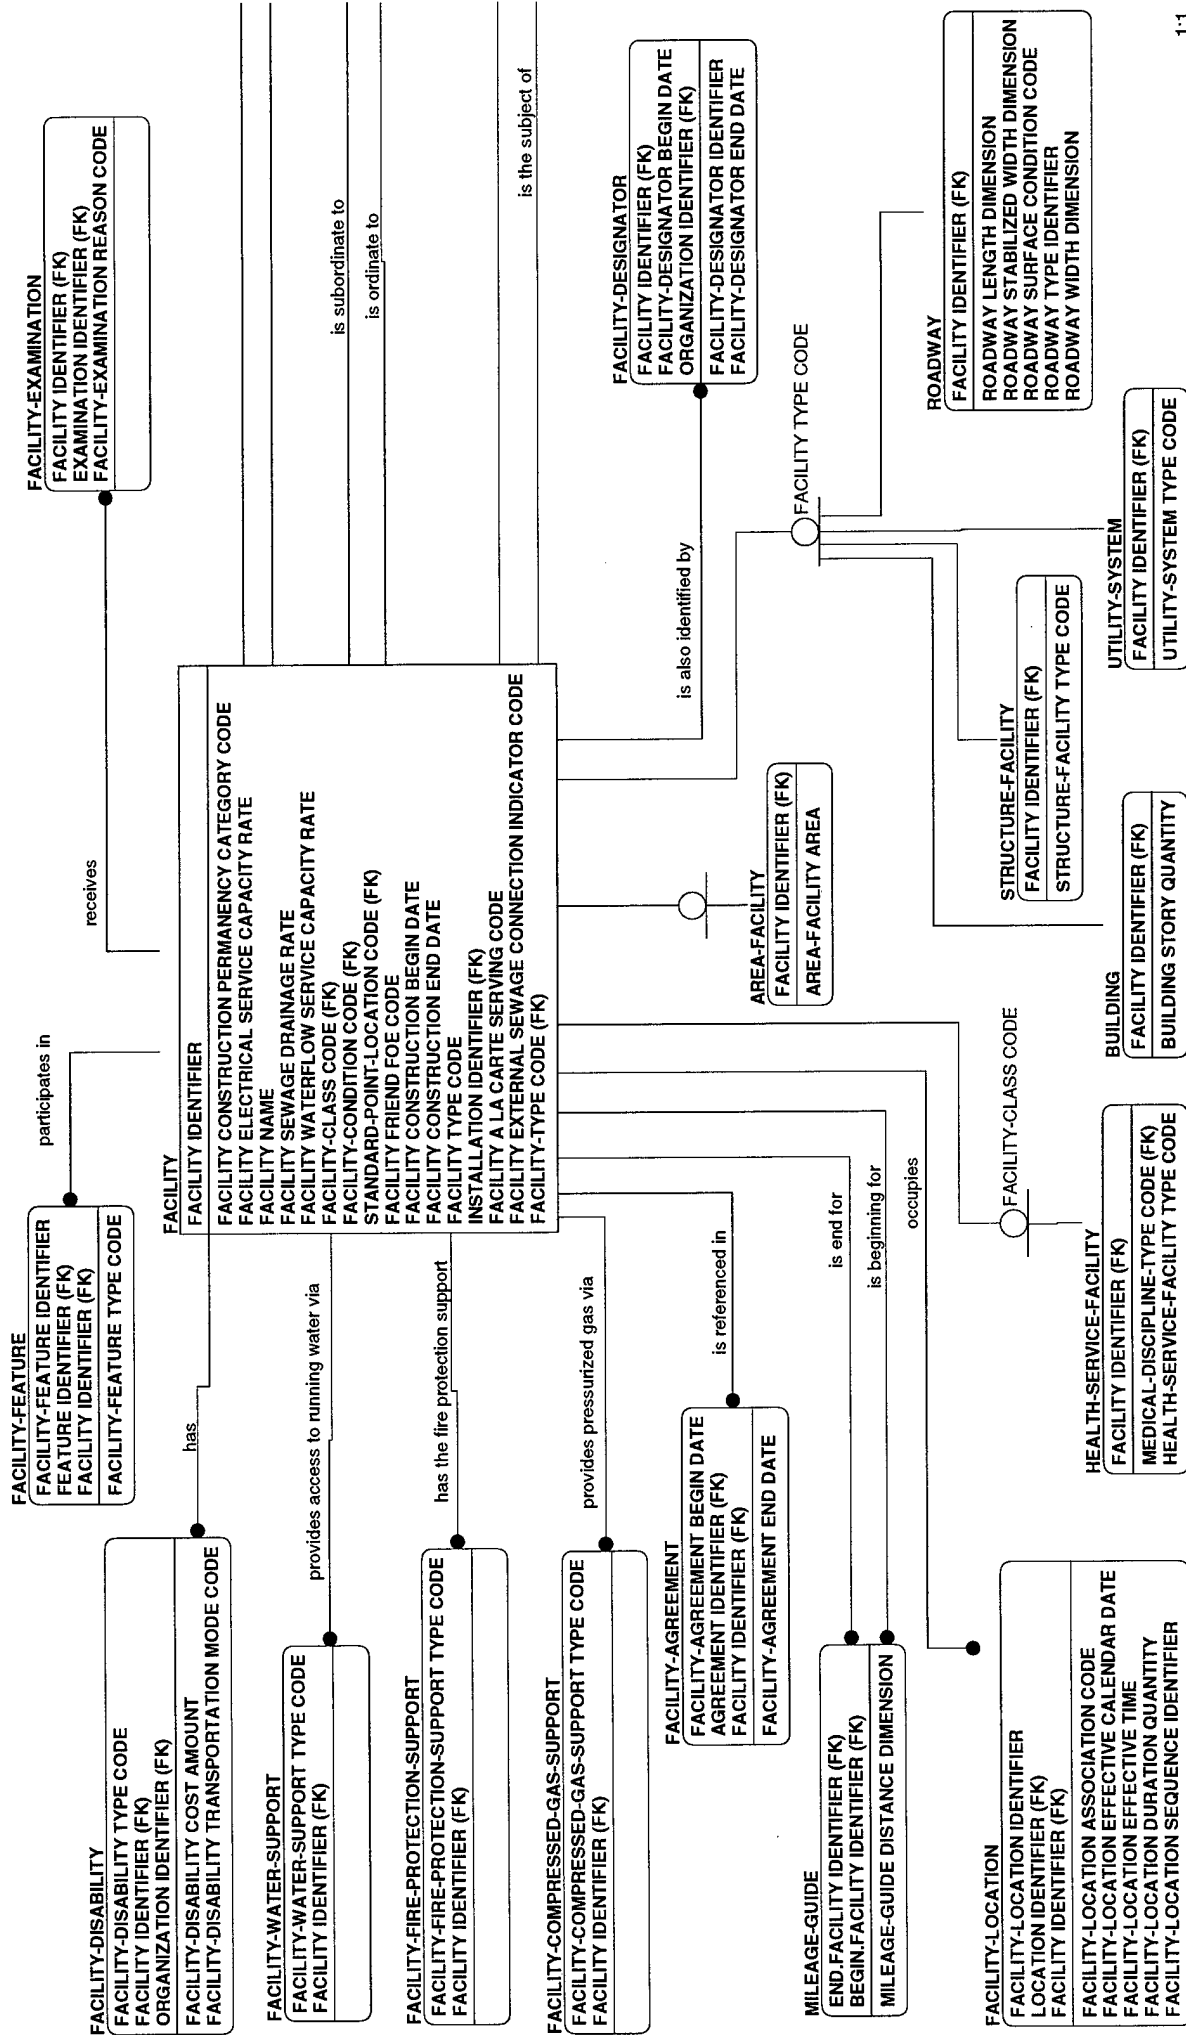 FACILITY-DISABILITY
FACILITY-DISABILITY TYPE CODE
FACILITY IDENTIFIER (FK)
ORGANIZATION IDENTIFIER (FK)
FACILITY-DISABILITY COST AMOUNT
FACILITY-DISABILITY TRANSPORTATION MODE CODE
FACILITY-WATER-SUPPORT
FACILITY-WATER-SUPPORT TYPE CODE
FACILITY IDENTIFIER (FK)
FACILITY-FIRE-PROTECTION-SUPPORT
FACILITY-FIRE-PROTECTION-SUPPORT TYPE CODE
FACILITY IDENTIFIER (FK)
FACILITY-COMPRESSED-GAS-SUPPORT
FACILITY-COMPRESSED-GAS-SUPPORT TYPE CODE
FACILITY IDENTIFIER (FK)
FACILITY-AGREEMENT
FACILITY-AGREEMENT BEGIN DATE
AGREEMENT IDENTIFIER (FK)
FACILITY IDENTIFIER (FK)
FACILITY-AGREEMENT END DATE
MILEAGE-GUIDE
END.FACILITY IDENTIFIER (FK)
BEGIN.FACILITY IDENTIFIER (FK)
MILEAGE-GUIDE DISTANCE DIMENSION
FACILITY-LOCATION
FACILITY-LOCATION IDENTIFIER
LOCATION IDENTIFIER (FK)
FACILITY IDENTIFIER (FK)
FACILITY-LOCATION ASSOCIATION CODE
FACILITY-LOCATION EFFECTIVE CALENDAR DATE
FACILITY-LOCATION EFFECTIVE TIME
FACILITY-LOCATION DURATION QUANTITY
FACILITY-LOCATION SEQUENCE IDENTIFIER
FACILITY-FEATURE
FACILITY-FEATURE IDENTIFIER
FEATURE IDENTIFIER (FK)
FACILITY IDENTIFIER (FK)
FACILITY-FEATURE TYPE CODE
participates in
has
provides access to running water via
has the fire protection support
provides pressurized gas via
is referenced in
is end for
is beginning for
occupies
FACILITY
FACILITY IDENTIFIER
FACILITY CONSTRUCTION PERMANENCY CATEGORY CODE
FACILITY ELECTRICAL SERVICE CAPACITY RATE
FACILITY NAME
FACILITY SEWAGE DRAINAGE RATE
FACILITY WATERFLOW SERVICE CAPACITY RATE
FACILITY-CLASS CODE (FK)
FACILITY-CONDITION CODE (FK)
STANDARD-POINT-LOCATION CODE (FK)
FACILITY FRIEND FOE CODE
FACILITY CONSTRUCTION BEGIN DATE
FACILITY CONSTRUCTION END DATE
FACILITY TYPE CODE
INSTALLATION IDENTIFIER (FK)
FACILITY A LA CARTE SERVING CODE
FACILITY EXTERNAL SEWAGE CONNECTION INDICATOR CODE
FACILITY-TYPE CODE (FK)
HEALTH-SERVICE-FACILITY
FACILITY IDENTIFIER (FK)
MEDICAL-DISCIPLINE-TYPE CODE (FK)
HEALTH-SERVICE-FACILITY TYPE CODE
FACILITY-CLASS CODE
AREA-FACILITY
FACILITY IDENTIFIER (FK)
AREA-FACILITY AREA
BUILDING
FACILITY IDENTIFIER (FK)
BUILDING STORY QUANTITY
STRUCTURE-FACILITY
FACILITY IDENTIFIER (FK)
STRUCTURE-FACILITY TYPE CODE
UTILITY-SYSTEM
FACILITY IDENTIFIER (FK)
UTILITY-SYSTEM TYPE CODE
receives
FACILITY-EXAMINATION
FACILITY IDENTIFIER (FK)
EXAMINATION IDENTIFIER (FK)
FACILITY-EXAMINATION REASON CODE
is subordinate to
is ordinate to
is the subject of
is also identified by
FACILITY-DESIGNATOR
FACILITY IDENTIFIER (FK)
FACILITY-DESIGNATOR BEGIN DATE
ORGANIZATION IDENTIFIER (FK)
FACILITY-DESIGNATOR IDENTIFIER
FACILITY-DESIGNATOR END DATE
FACILITY TYPE CODE
ROADWAY
FACILITY IDENTIFIER (FK)
ROADWAY LENGTH DIMENSION
ROADWAY STABILIZED WIDTH DIMENSION
ROADWAY SURFACE CONDITION CODE
ROADWAY TYPE IDENTIFIER
ROADWAY WIDTH DIMENSION
1:1